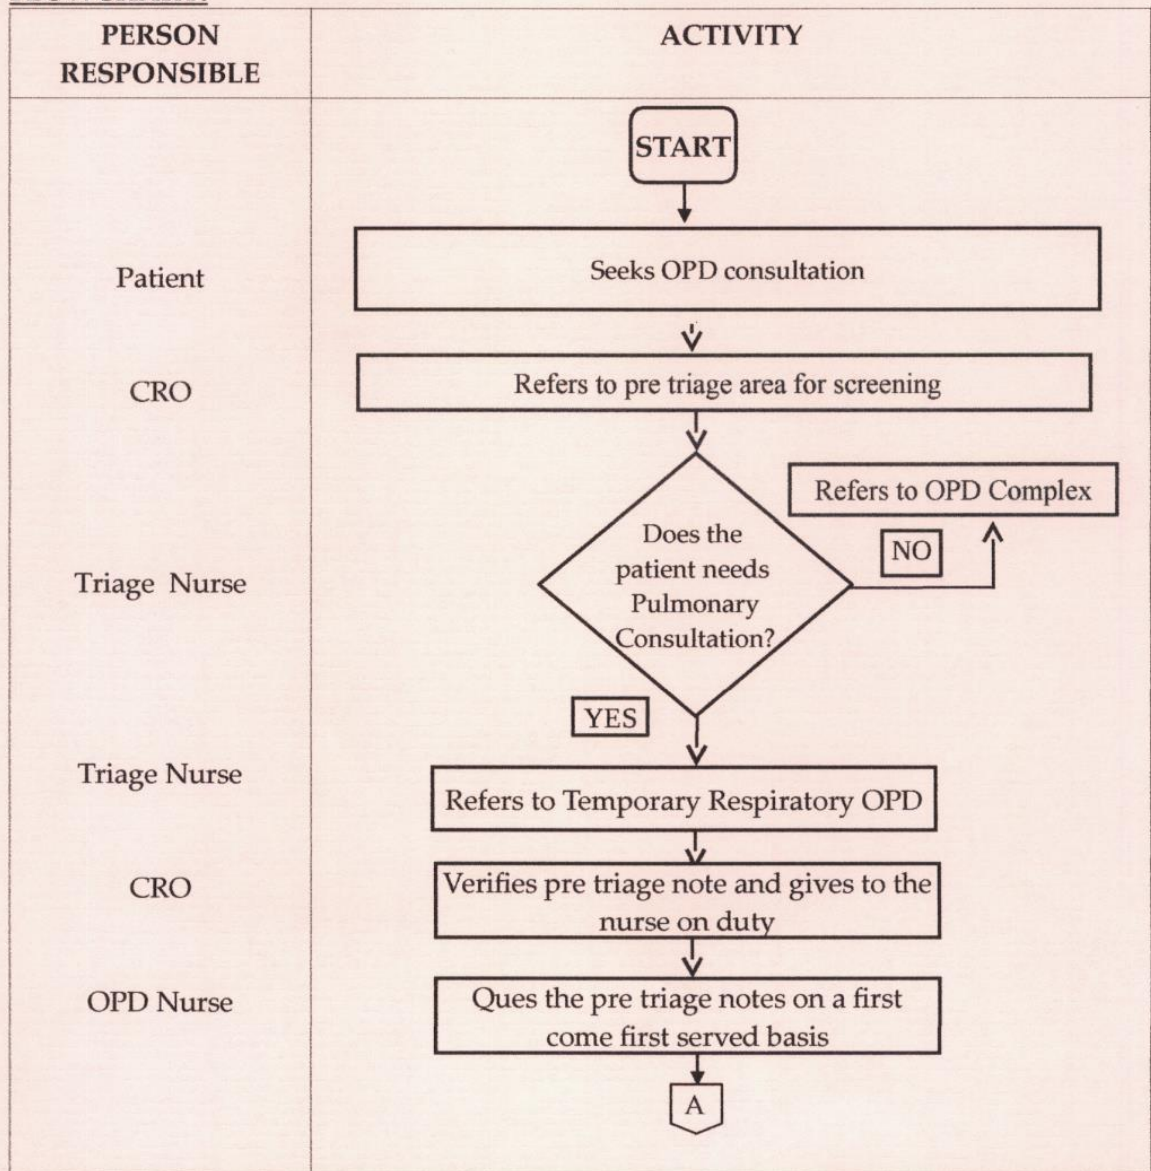 PERSON
RESPONSIBLE
ACTIVITY
START
Patient
Seeks OPD consultation
CRO
Refers to pre triage area for screening
Refers to OPD Complex
NO
Triage Nurse
Does the
patient needs
Pulmonary
Consultation?
YES
Triage Nurse
Refers to Temporary Respiratory OPD
CRO
Verifies pre triage note and gives to the
nurse on duty
OPD Nurse
Ques the pre triage notes on a first
come first served basis
A